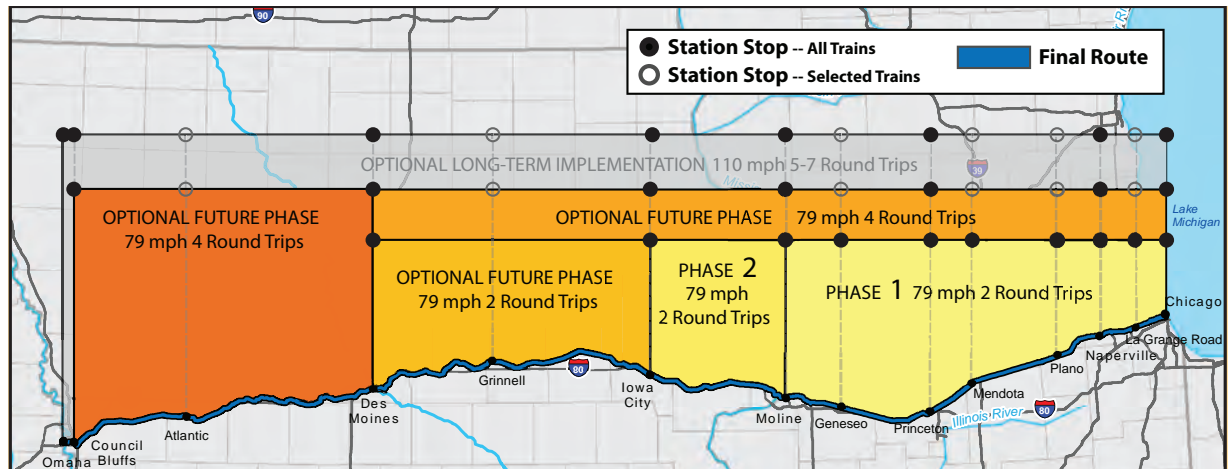 90
Station Stop -- All Trains
Station Stop -- Selected Trains
Final Route
OPTIONAL LONG-TERM IMPLEMENTATION 110 mph 5-7 Round Trips
39
OPTIONAL FUTURE PHASE
79 mph 4 Round Trips
OPTIONAL FUTURE PHASE 79 mph 4 Round Trips
Lake
Michigan
OPTIONAL FUTURE PHASE
79 mph 2 Round Trips
PHASE 2
79 mph
2 Round Trips
PHASE 1 79 mph 2 Round Trips
Chicago
La Grange Road
Naperville
Plano
Mendota
80
Illinois River
Princeton
Geneseo
Moline
Iowa
City
80
Grinnell
Des
Moines
Atlantic
Council
Bluffs
Omaha